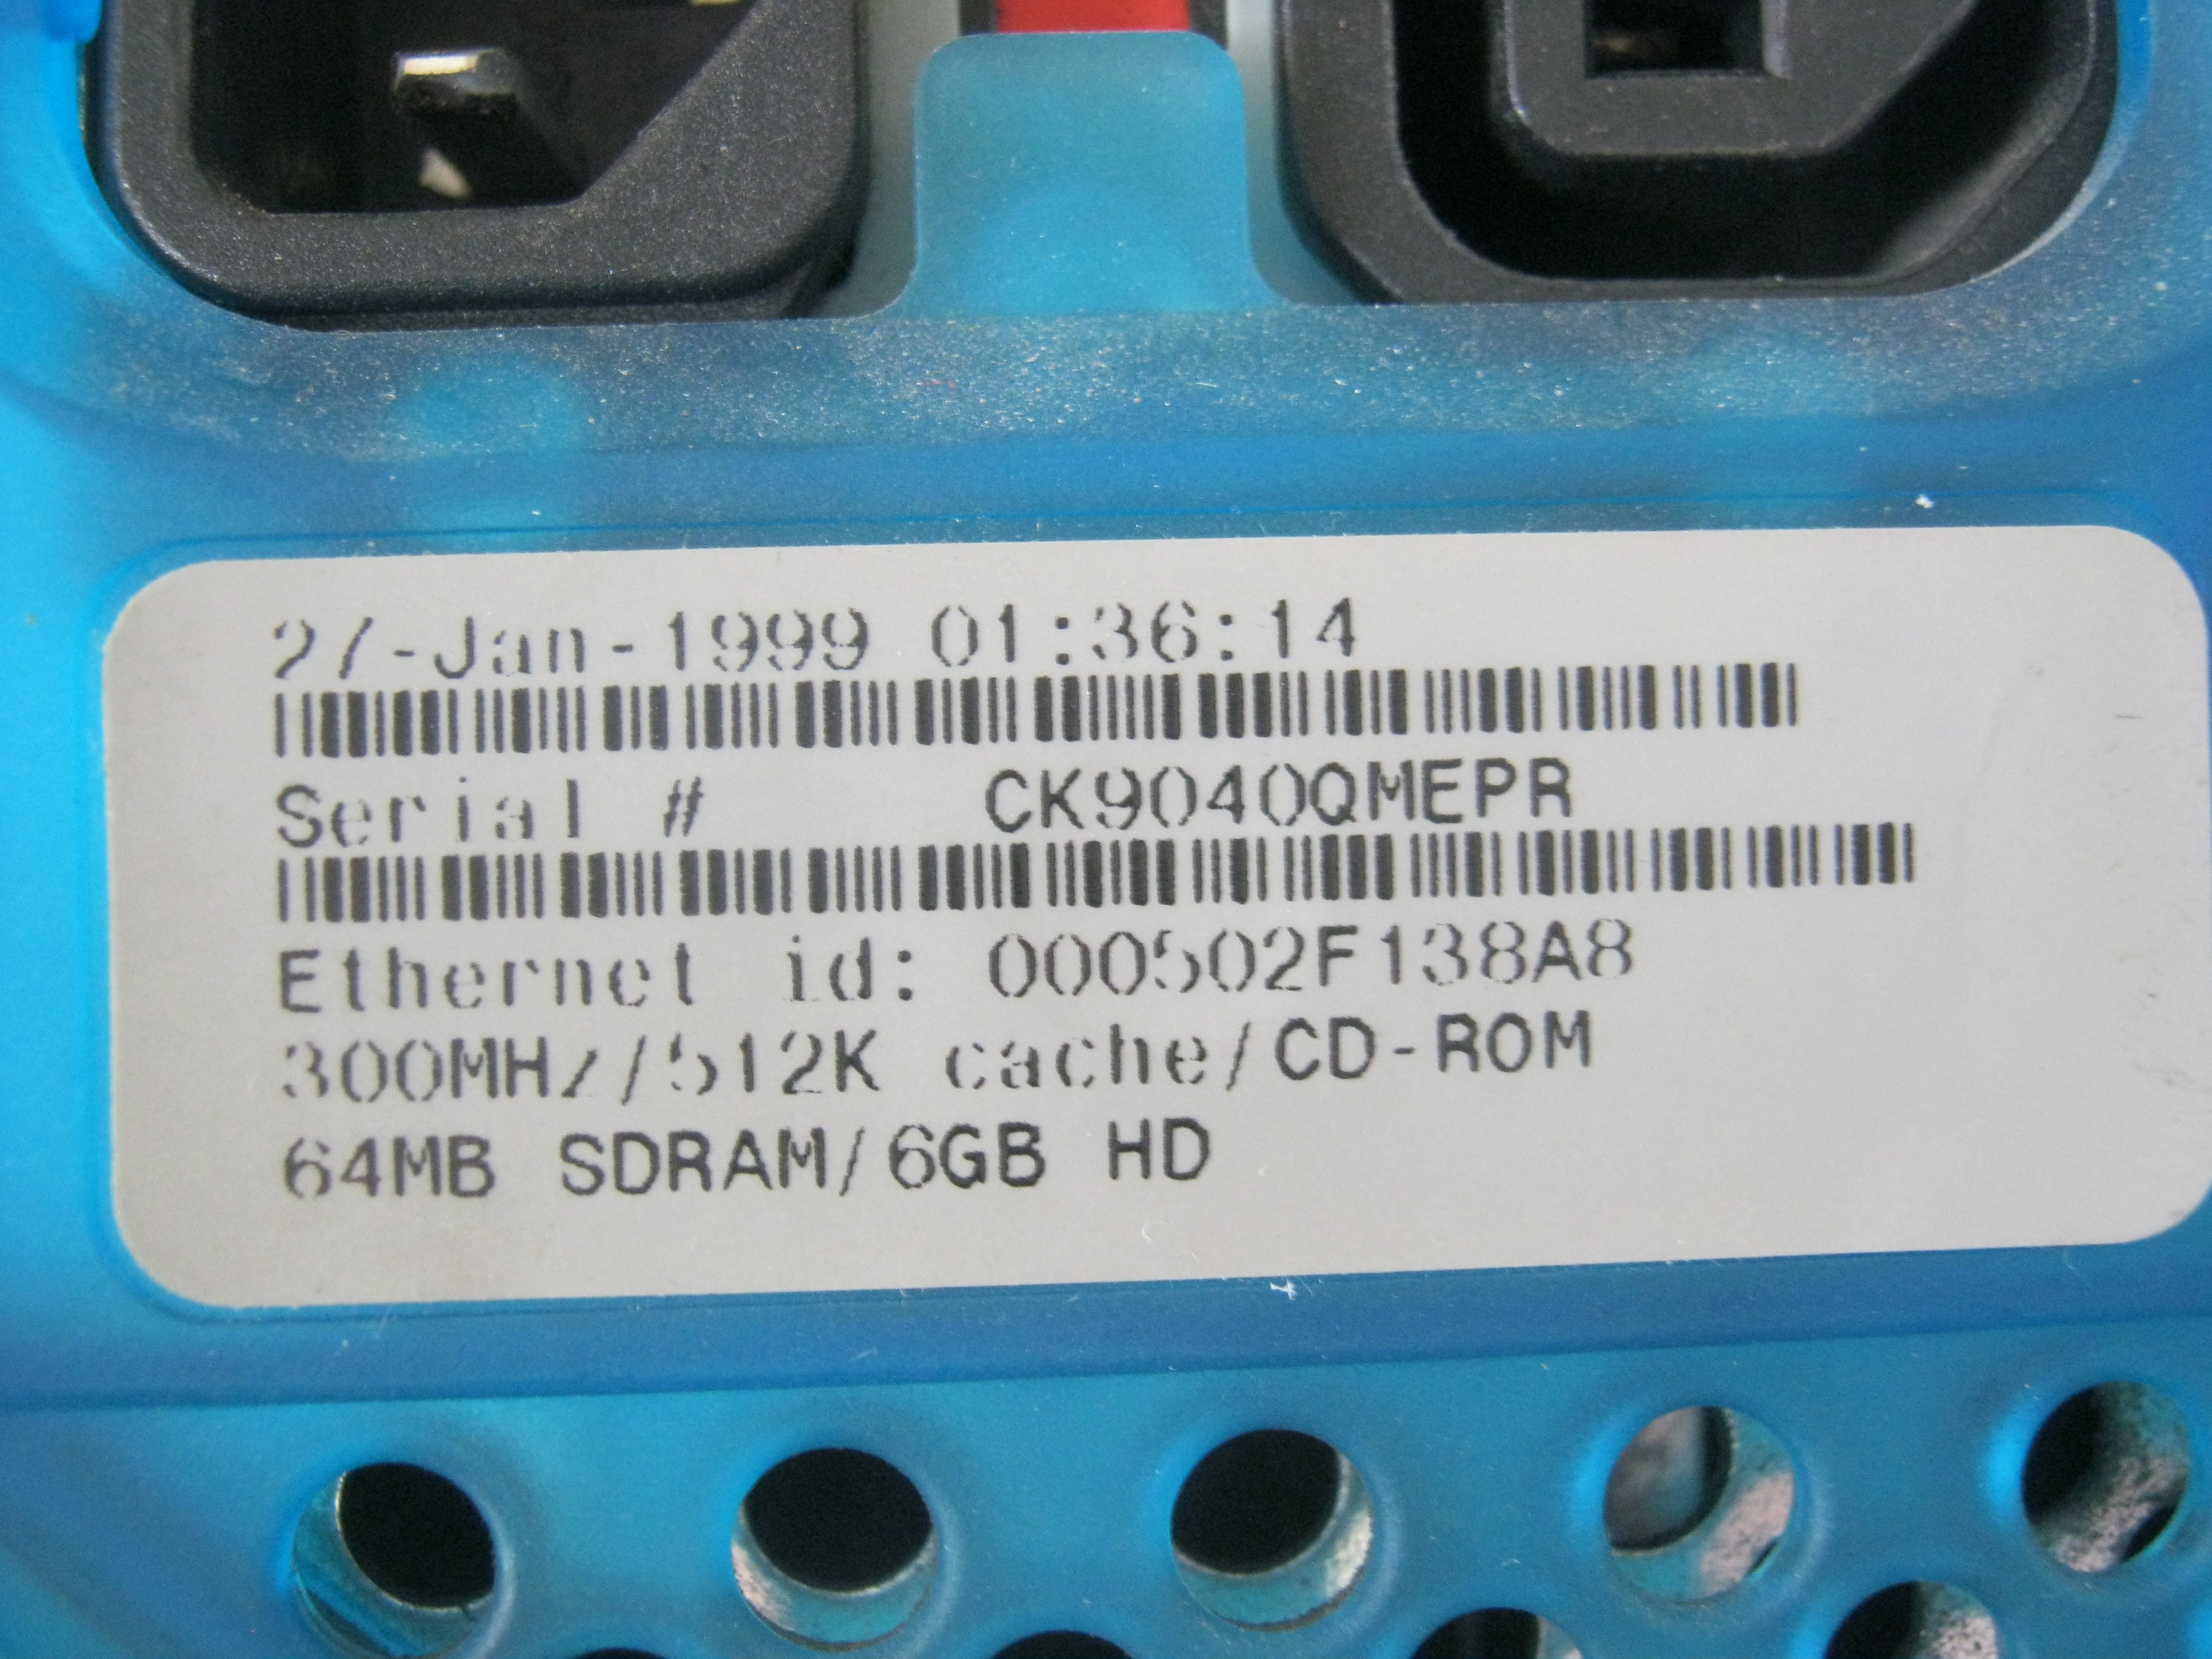 27-Jan-1999 01:36:14
Serial # CK9040QMEPR
Ethernet id: 000502F138A8
300MHz/512K cache/CD-ROM
64MB SDRAM/6GB HD